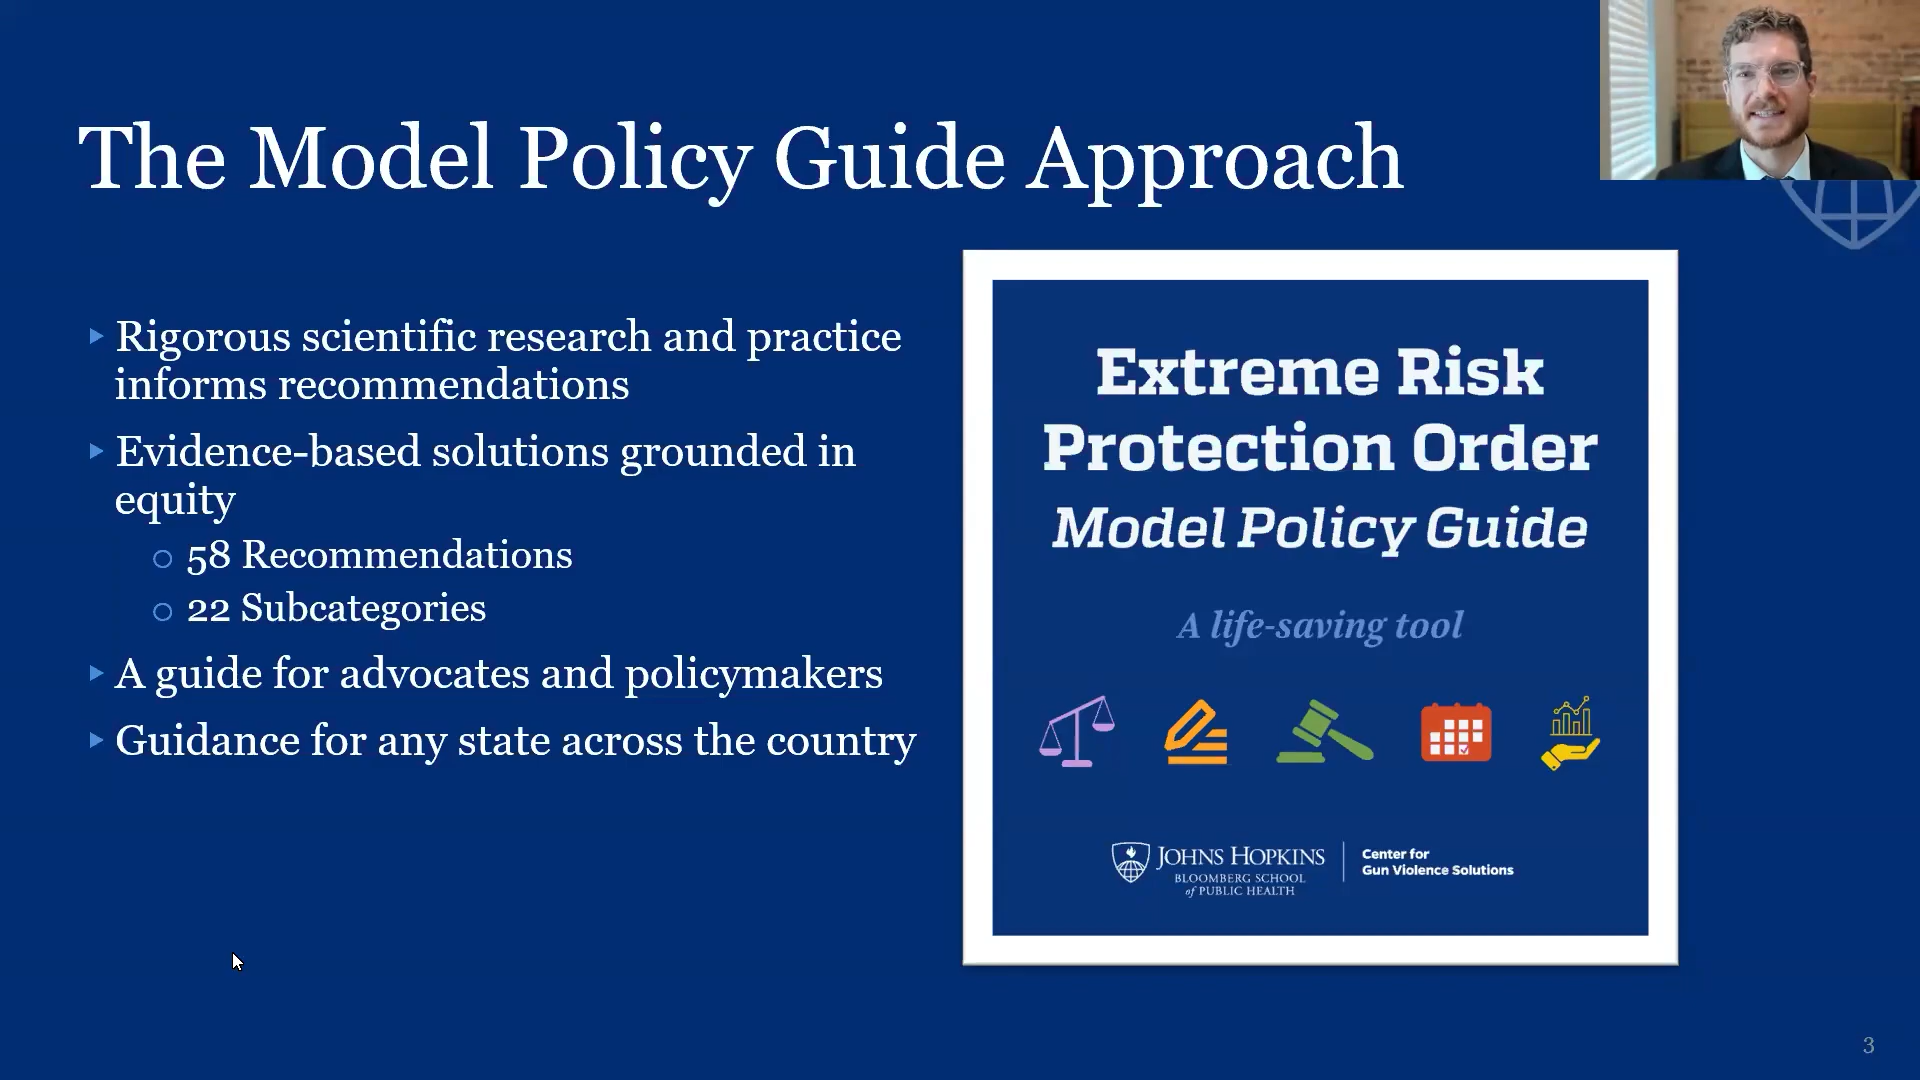 The Model Policy Guide Approach
Rigorous scientific research and practice
informs recommendations
Evidence-based solutions grounded in
equity
58 Recommendations
22 Subcategories
A guide for advocates and policymakers
Guidance for any state across the country
Extreme Risk
Protection Order
Model Policy Guide
A life-saving tool
JOHNS HOPKINS
BLOOMBERG SCHOOL
of PUBLIC HEALTH
Center for
Gun Violence Solutions
3